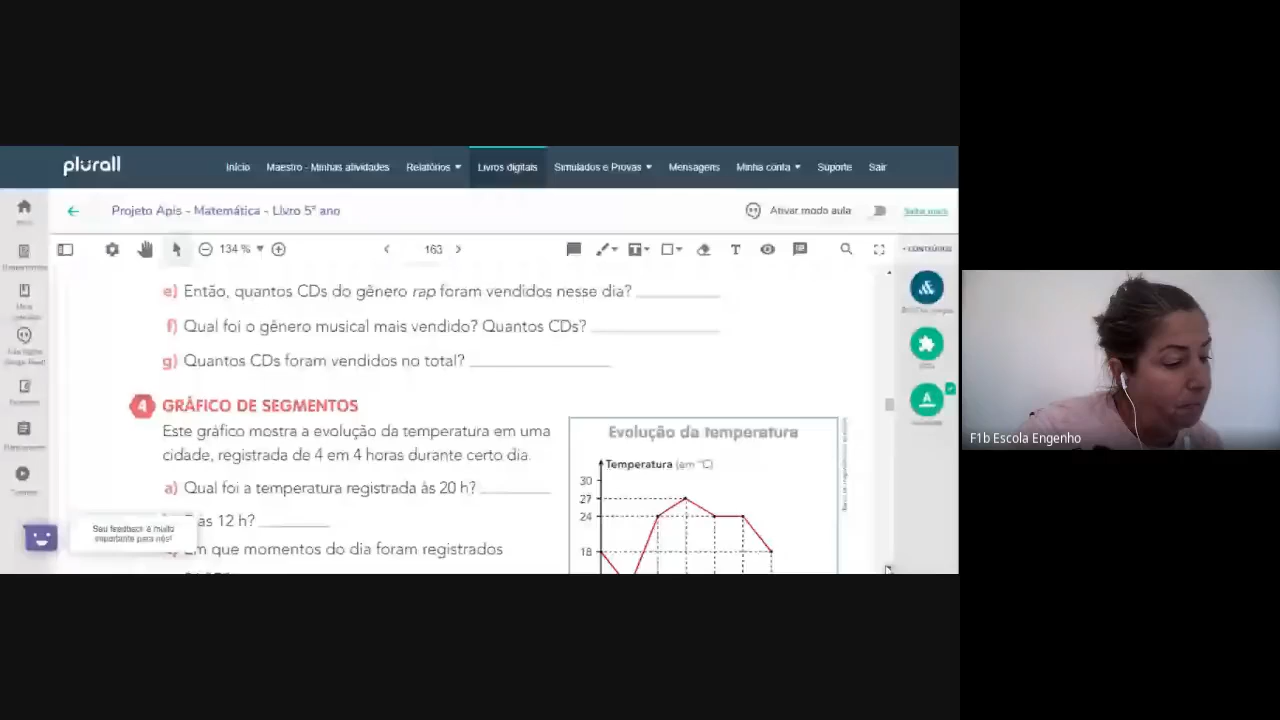 plurall
Início Maestro - Minhas atividades Relatórios Livros digitais Simulados e Provas Mensagens Minha conta Suporte Sair
Projeto Apis - Matemática - Livro 5º ano
Ativar modo aula
134 %
163
+ CONTEÚDOS
e) Então, quantos CDs do gênero rap foram vendidos nesse dia?
f) Qual foi o gênero musical mais vendido? Quantos CDs?
g) Quantos CDs foram vendidos no total?
4 GRÁFICO DE SEGMENTOS
Este gráfico mostra a evolução da temperatura em uma
cidade, registrada de 4 em 4 horas durante certo dia.
a) Qual foi a temperatura registrada às 20 h?
às 12 h?
Em que momentos do dia foram registrados
Seu feedback é muito
importante para nós!
Evolução da temperatura
Temperatura (em °C)
30
27
24
18
F1b Escola Engenho